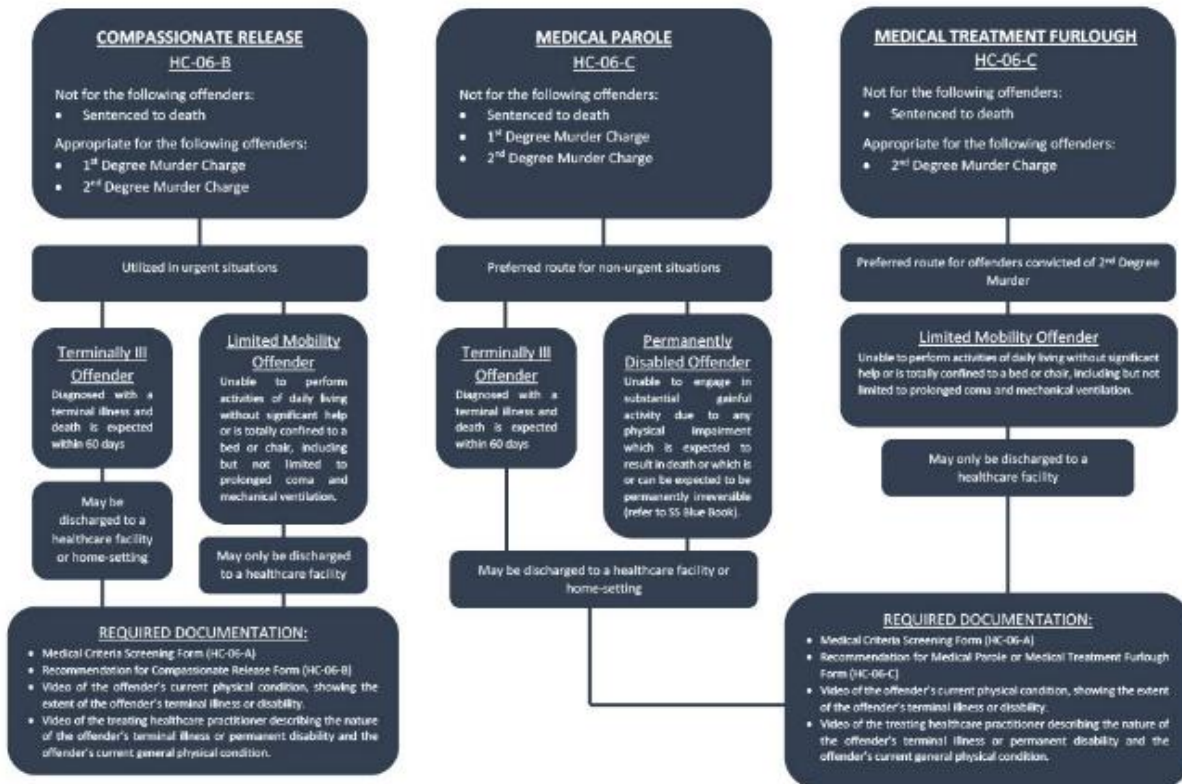 COMPASSIONATE RELEASE
HC-06-B
Not for the following offenders:
• Sentenced to death
Appropriate for the following offenders:
• 1st Degree Murder Charge
• 2nd Degree Murder Charge
Utilized in urgent situations
Terminally Ill
Offender
Diagnosed with a
terminal illness and
death is expected
within 60 days
May be
discharged to a
healthcare facility
or home-setting
Limited Mobility
Offender
Unable to perform
activities of daily living
without significant help
or is totally confined to a
bed or chair, including
but not limited to
prolonged coma and
mechanical ventilation.
May only be discharged
to a healthcare facility
REQUIRED DOCUMENTATION:
• Medical Criteria Screening Form (HC-06-A)
• Recommendation for Compassionate Release Form (HC-06-B)
• Video of the offender's current physical condition, showing the
extent of the offender's terminal illness or disability.
• Video of the treating healthcare practitioner describing the nature
of the offender's terminal illness or permanent disability and the
offender's current general physical condition.
MEDICAL PAROLE
HC-06-C
Not for the following offenders:
• Sentenced to death
• 1st Degree Murder Charge
• 2nd Degree Murder Charge
Preferred route for non-urgent situations
Terminally Ill
Offender
Diagnosed with a
terminal illness and
death is expected
within 60 days
Permanently
Disabled Offender
Unable to engage in
substantial gainful
activity due to any
physical impairment
which is expected to
result in death or which is
or can be expected to be
permanently irreversible
(refer to SS Blue Book).
May be discharged to a healthcare facility or
home-setting
MEDICAL TREATMENT FURLOUGH
HC-06-C
Not for the following offenders:
• Sentenced to death
Appropriate for the following offenders:
• 2nd Degree Murder Charge
Preferred route for offenders convicted of 2nd Degree
Murder
Limited Mobility Offender
Unable to perform activities of daily living without significant
help or is totally confined to a bed or chair, including but not
limited to prolonged coma and mechanical ventilation.
May only be discharged to a
healthcare facility
REQUIRED DOCUMENTATION:
• Medical Criteria Screening Form (HC-06-A)
• Recommendation for Medical Parole or Medical Treatment Furlough
Form (HC-06-C)
• Video of the offender's current physical condition, showing the extent
of the offender's terminal illness or disability.
• Video of the treating healthcare practitioner describing the nature of
the offender's terminal illness or permanent disability and the
offender's current general physical condition.